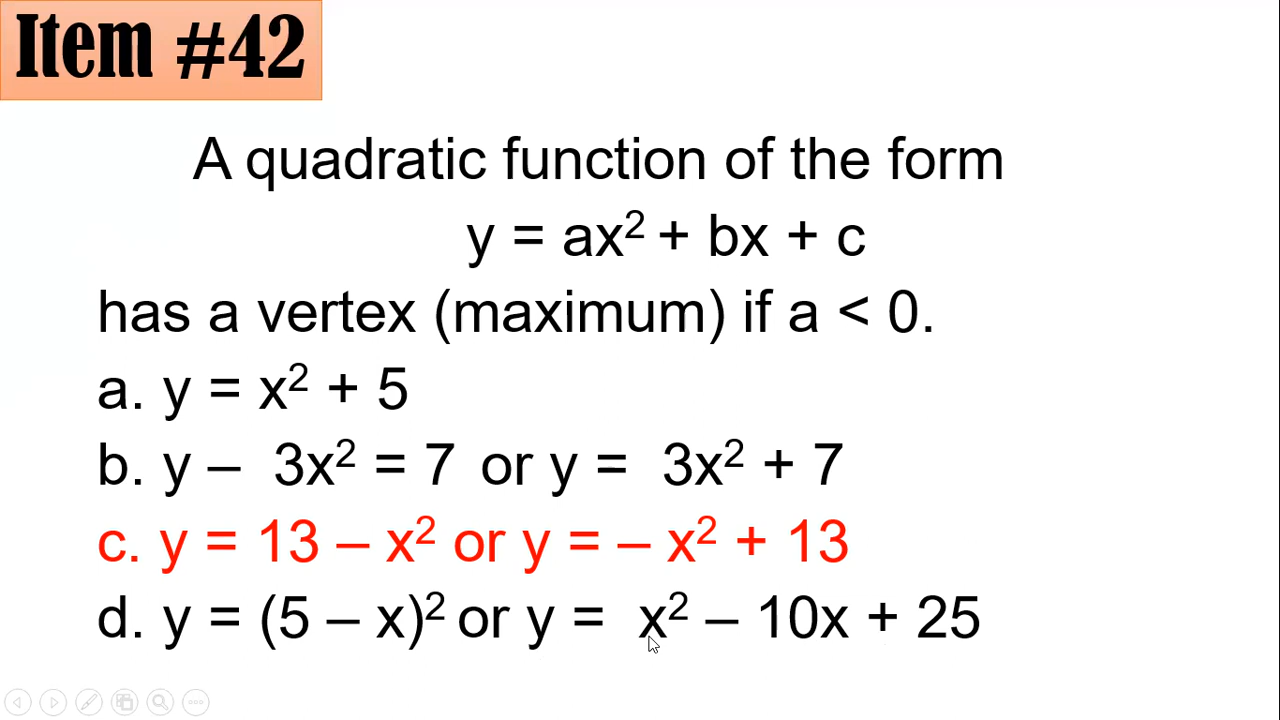 Item #42
A quadratic function of the form
y = ax² + bx + c
has a vertex (maximum) if a < 0.
a. y = x² + 5
b. y – 3x² = 7 or y = 3x² + 7
c. y = 13 – x² or y = – x² + 13
d. y = (5 – x)² or y = x² – 10x + 25